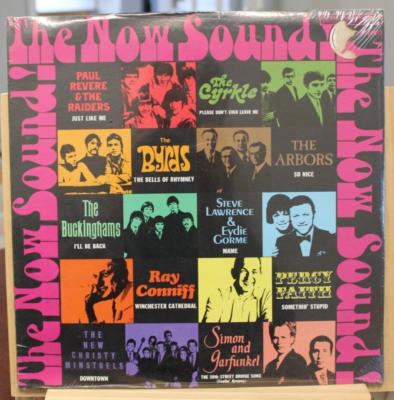 The Now Sound!
The Now Sound!
The Now Sound!
PAUL
REVERE
& THE
RAIDERS
JUST LIKE ME
The
Cyrkle
PLEASE DON'T EVER LEAVE ME
The
BYRDS
THE BELLS OF RHYMNEY
THE
ARBORS
SO NICE
The
Buckinghams
I'LL BE BACK
STEVE
LAWRENCE
&
EYDIE
GORME
MAME
Ray
Conniff
WINCHESTER CATHEDRAL
PERCY
FAITH
SOMETHIN' STUPID
THE
NEW
CHRISTY
MINSTRELS
DOWNTOWN
Simon
and
Garfunkel
THE 59th STREET BRIDGE SONG
(Feelin' Groovy)